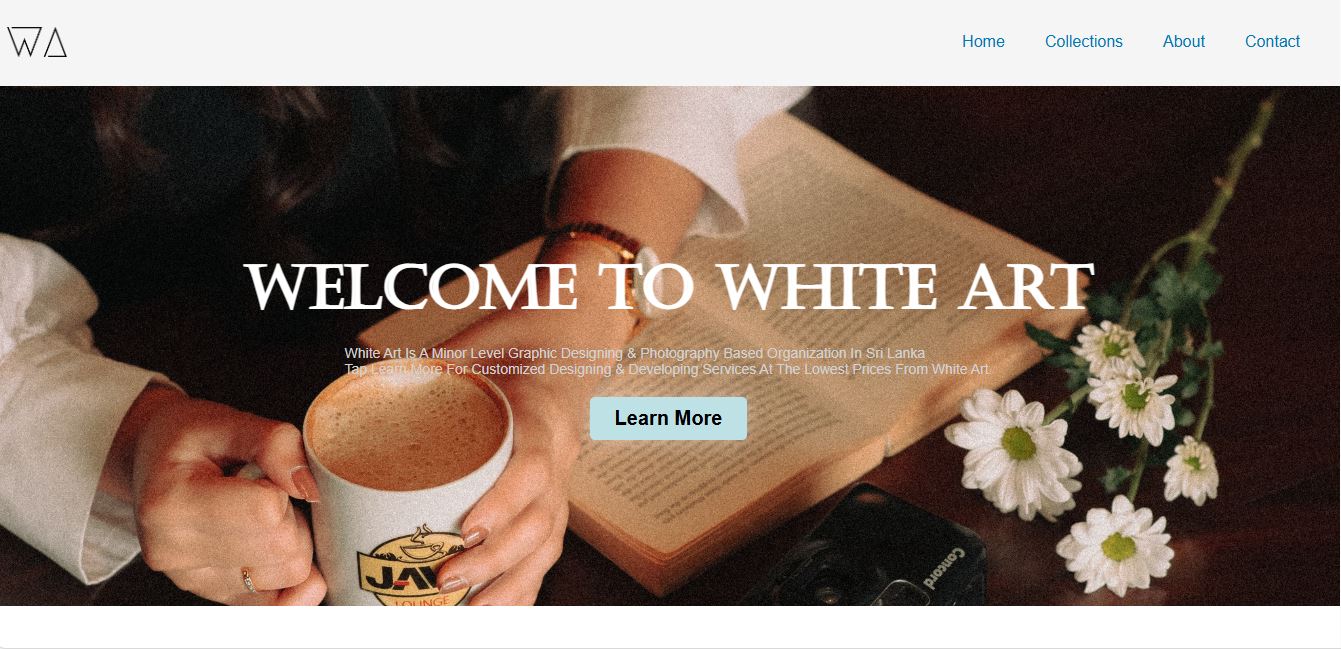 WA
Home Collections About Contact
WELCOME TO WHITE ART
White Art Is A Minor Level Graphic Designing & Photography Based Organization In Sri Lanka
Tap Learn More For Customized Designing & Developing Services At The Lowest Prices From White Art.
Learn More
Concord
LOUNGE